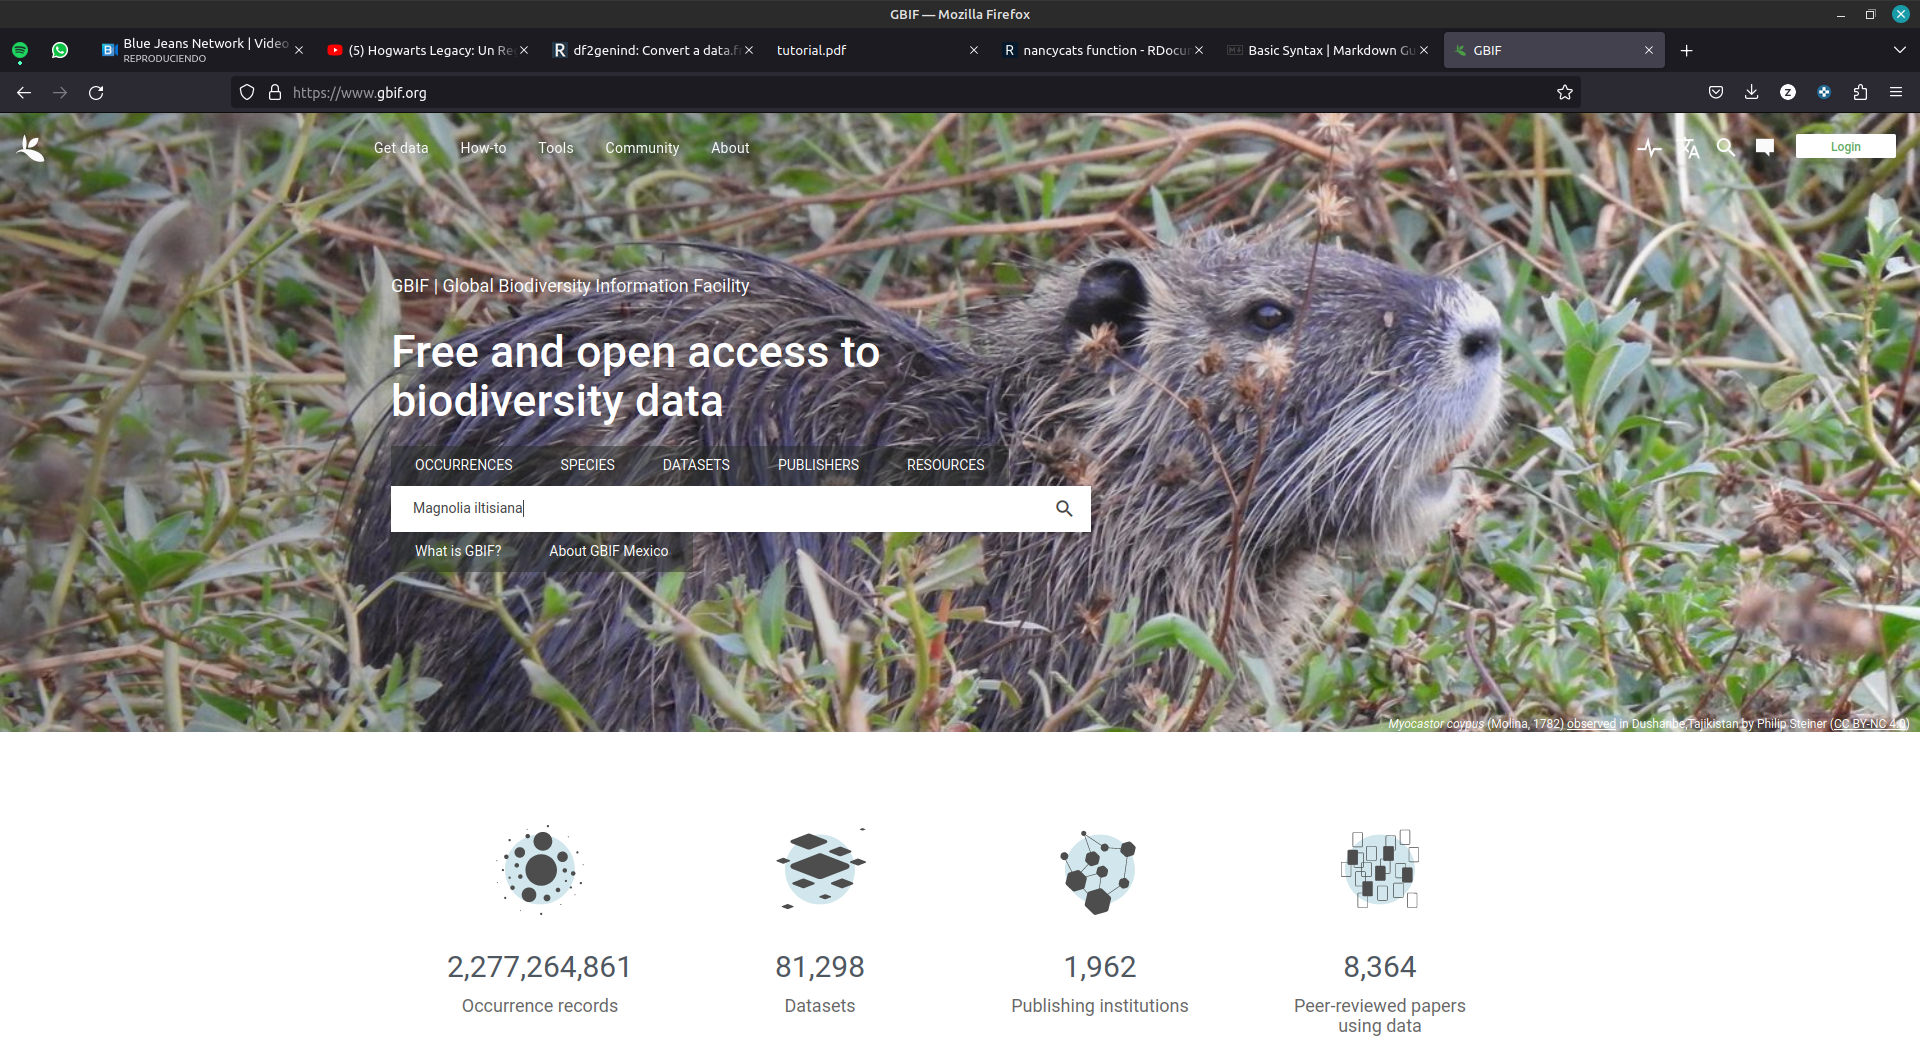 GBIF — Mozilla Firefox
Blue Jeans Network | Video
REPRODUCIENDO
(5) Hogwarts Legacy: Un Re
df2genind: Convert a data.fr
tutorial.pdf
nancycats function - RDocum
Basic Syntax | Markdown Gu
GBIF
https://www.gbif.org
Get data
How-to
Tools
Community
About
Login
GBIF | Global Biodiversity Information Facility
Free and open access to
biodiversity data
OCCURRENCES
SPECIES
DATASETS
PUBLISHERS
RESOURCES
Magnolia iltisiana
What is GBIF?
About GBIF Mexico
Myocastor coypus (Molina, 1782) observed in Dushanbe,Tajikistan by Philip Steiner (CC BY-NC 4.0)
2,277,264,861
Occurrence records
81,298
Datasets
1,962
Publishing institutions
8,364
Peer-reviewed papers
using data